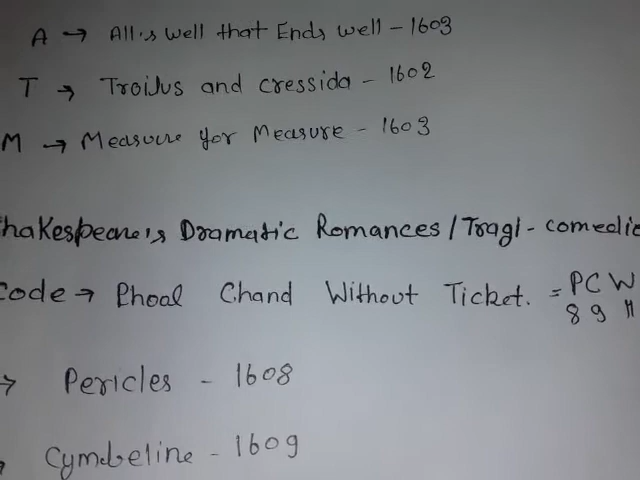 A → All's well that Ends well - 1603
T → Troilus and cressida - 1602
M → Measure for Measure - 1603
hakespeare's Dramatic Romances / Tragi - comedie
code → Phoal Chand Without Ticket. = PCW
8 9 11
→ Pericles - 1608
→ Cymbeline - 1609